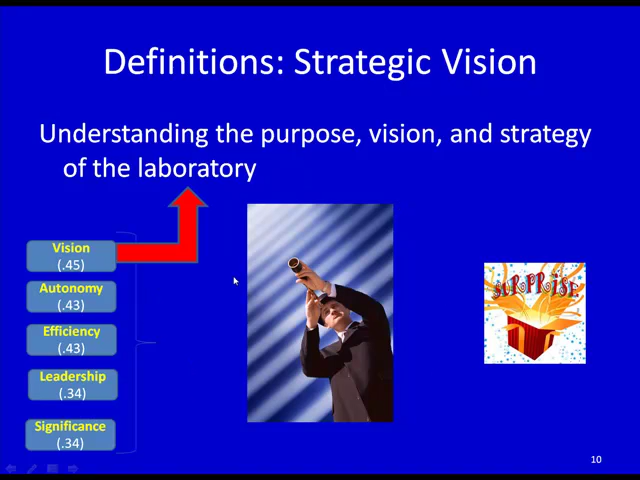 Definitions: Strategic Vision
Understanding the purpose, vision, and strategy
of the laboratory
Vision
(.45)
Autonomy
(.43)
Efficiency
(.43)
Leadership
(.34)
Significance
(.34)
SURPRISE
10